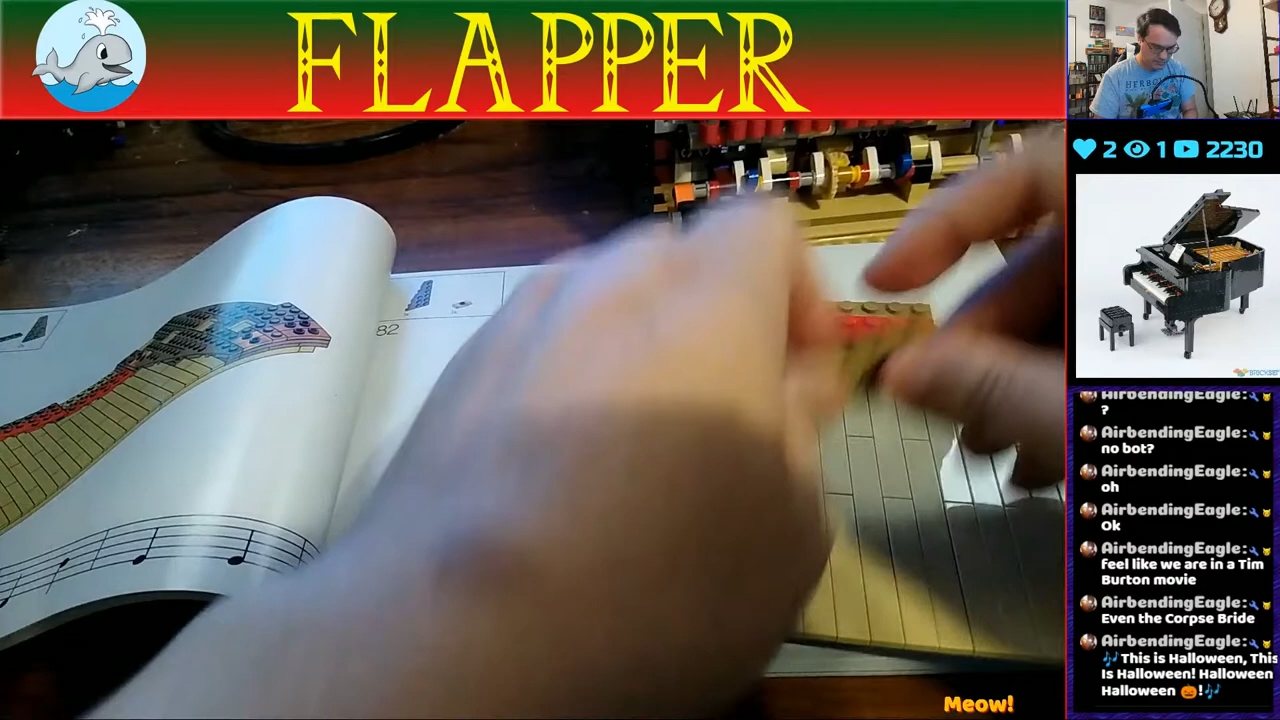 FLAPPER
2 1 2230
82
BRICKSET
AirbendingEagle:
?
AirbendingEagle:
no bot?
AirbendingEagle:
oh
AirbendingEagle:
Ok
AirbendingEagle:
feel like we are in a Tim
Burton movie
AirbendingEagle:
Even the Corpse Bride
AirbendingEagle:
🎶This is Halloween, This
Is Halloween! Halloween
Halloween 🎃!🎶
Meow!